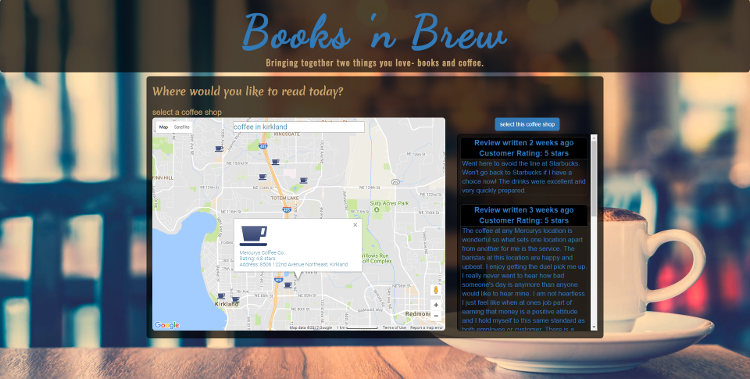 Books 'n Brew
Bringing together two things you love- books and coffee.
Where would you like to read today?
select a coffee shop
Map Satellite
coffee in kirkland
KINGSGATE
TOTEM LAKE
Sixty Acres Park
Mercurys Coffee Co.
Rating: 4.6 stars
Address: 9506 122nd Avenue Northeast, Kirkland
Kirkland
Redmond
Google
Map data ©2017 Google
1 km
Terms of Use
Report a map error
select this coffee shop
Review written 2 weeks ago
Customer Rating: 5 stars
Went here to avoid the line at Starbucks.
Won't go back to Starbucks if I have a
choice now! The drinks were excellent and
very quickly prepared.
Review written 3 weeks ago
Customer Rating: 5 stars
The coffee at any Mercurys location is
wonderful so what sets one location apart
from another for me is the service. The
baristas at this location are happy and
upbeat. I enjoy getting the damn pick me up
I really never want to hear how bad
someone's day is anymore than anyone
would like to hear mine. I am not heartless
I just feel like when at ones job part of
earning that money is a positive attitude
and I held myself to this same standard as
both employee or customer. There is a